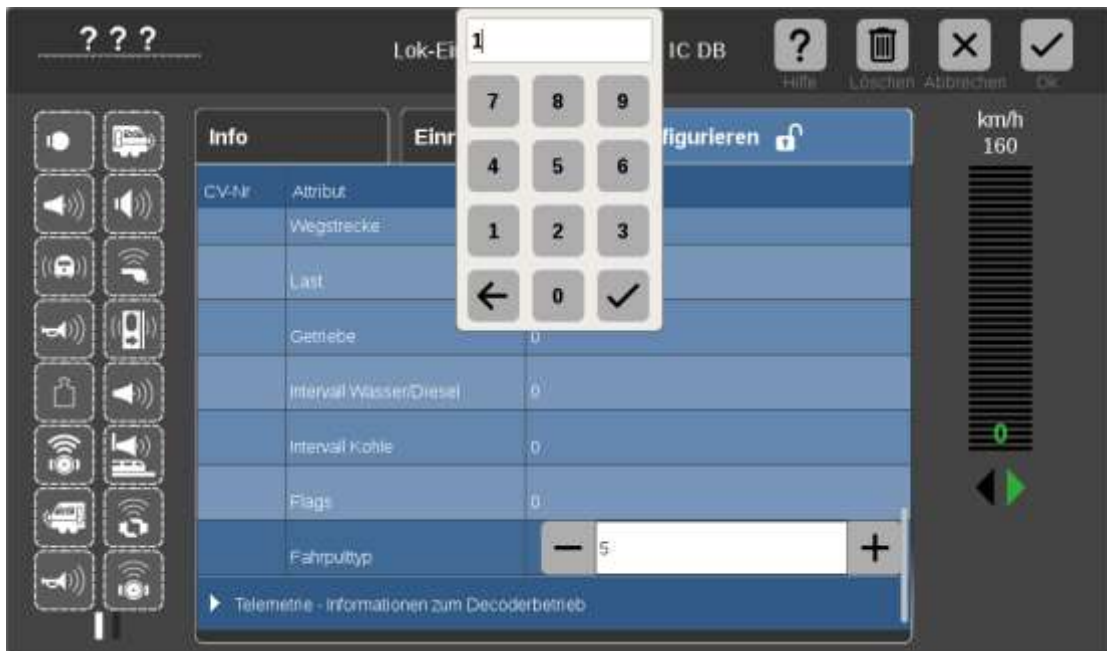 ? ? ?
Lok-Ei
1
IC DB
?
Hilfe
Löschen
Abbrechen
Ok
7 8 9
4 5 6
1 2 3
0
Info
Einr
figurieren
km/h
160
0
CV-Nr
Attribut
Wegstrecke
Last
Getriebe 0
Intervall Wasser/Diesel 0
Intervall Kohle 0
Flags 0
Fahrpulttyp − 5 +
Telemetrie - Informationen zum Decoderbetrieb